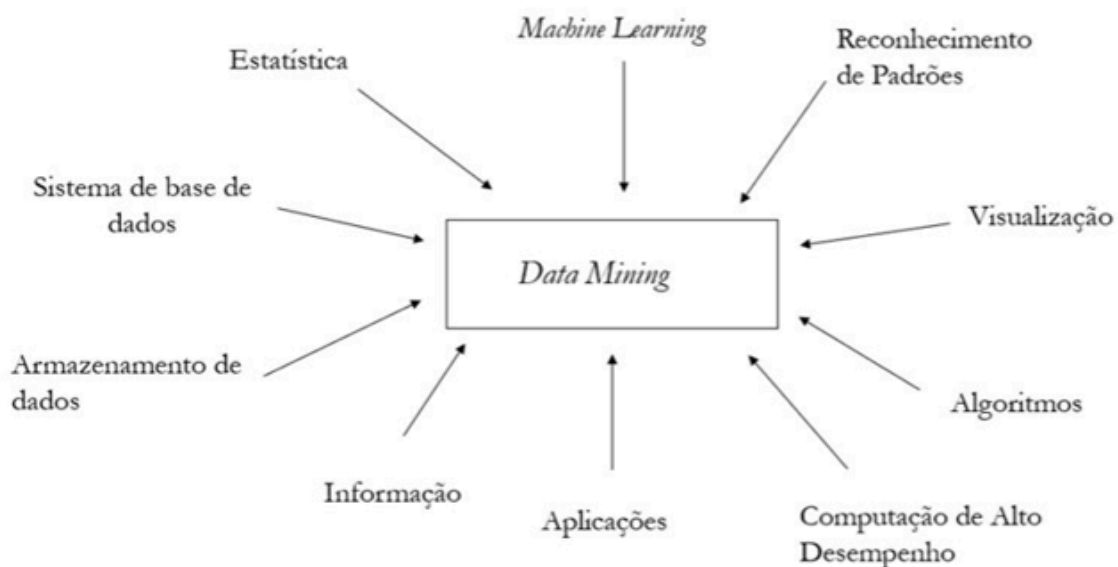 Machine Learning
Estatística
Reconhecimento
de Padrões
Sistema de base de
dados
Visualização
Data Mining
Armazenamento de
dados
Algoritmos
Informação
Aplicações
Computação de Alto
Desempenho